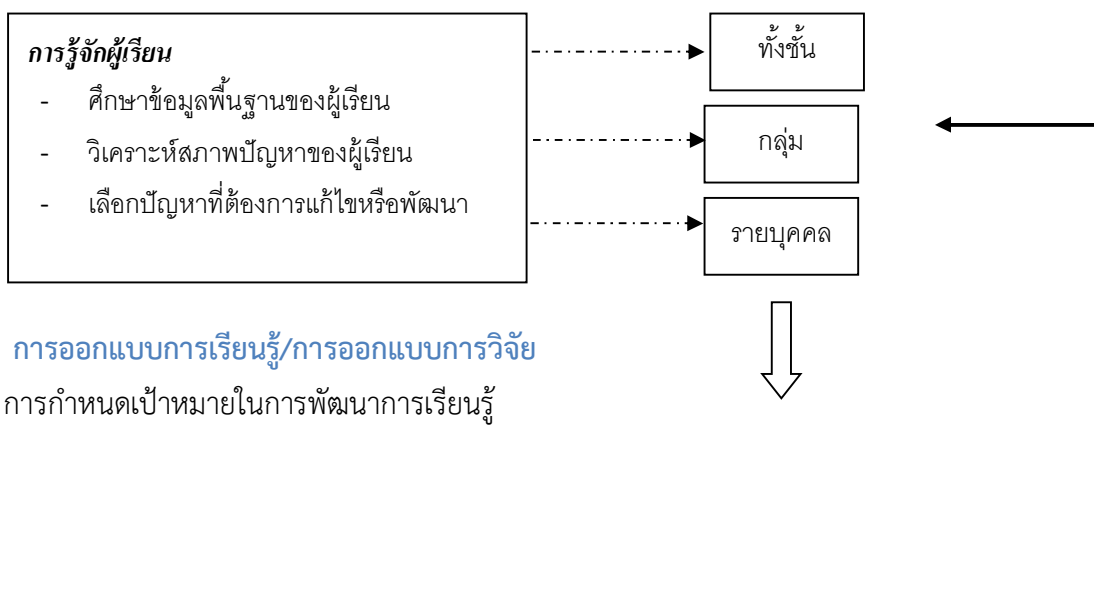 การรู้จักผู้เรียน
- ศึกษาข้อมูลพื้นฐานของผู้เรียน
- วิเคราะห์สภาพปัญหาของผู้เรียน
- เลือกปัญหาที่ต้องการแก้ไขหรือพัฒนา
ทั้งชั้น
กลุ่ม
รายบุคคล
การออกแบบการเรียนรู้/การออกแบบการวิจัย
การกำหนดเป้าหมายในการพัฒนาการเรียนรู้